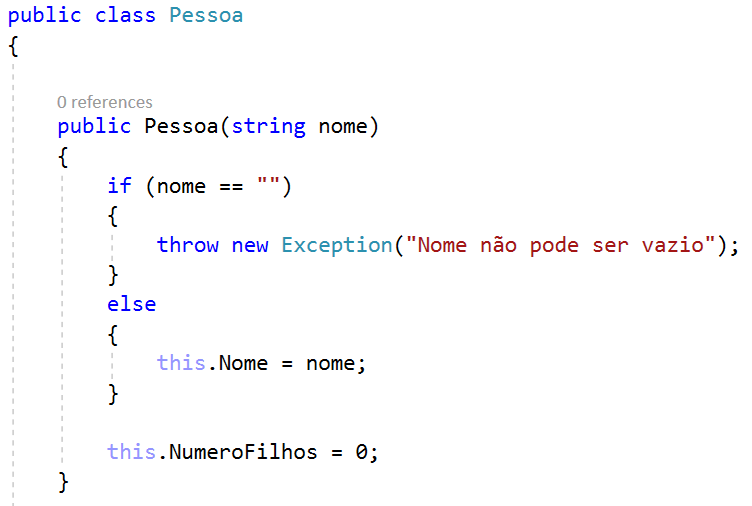 public class Pessoa
{
0 references
public Pessoa(string nome)
{
if (nome == "")
{
throw new Exception("Nome não pode ser vazio");
}
else
{
this.Nome = nome;
}
this.NumeroFilhos = 0;
}